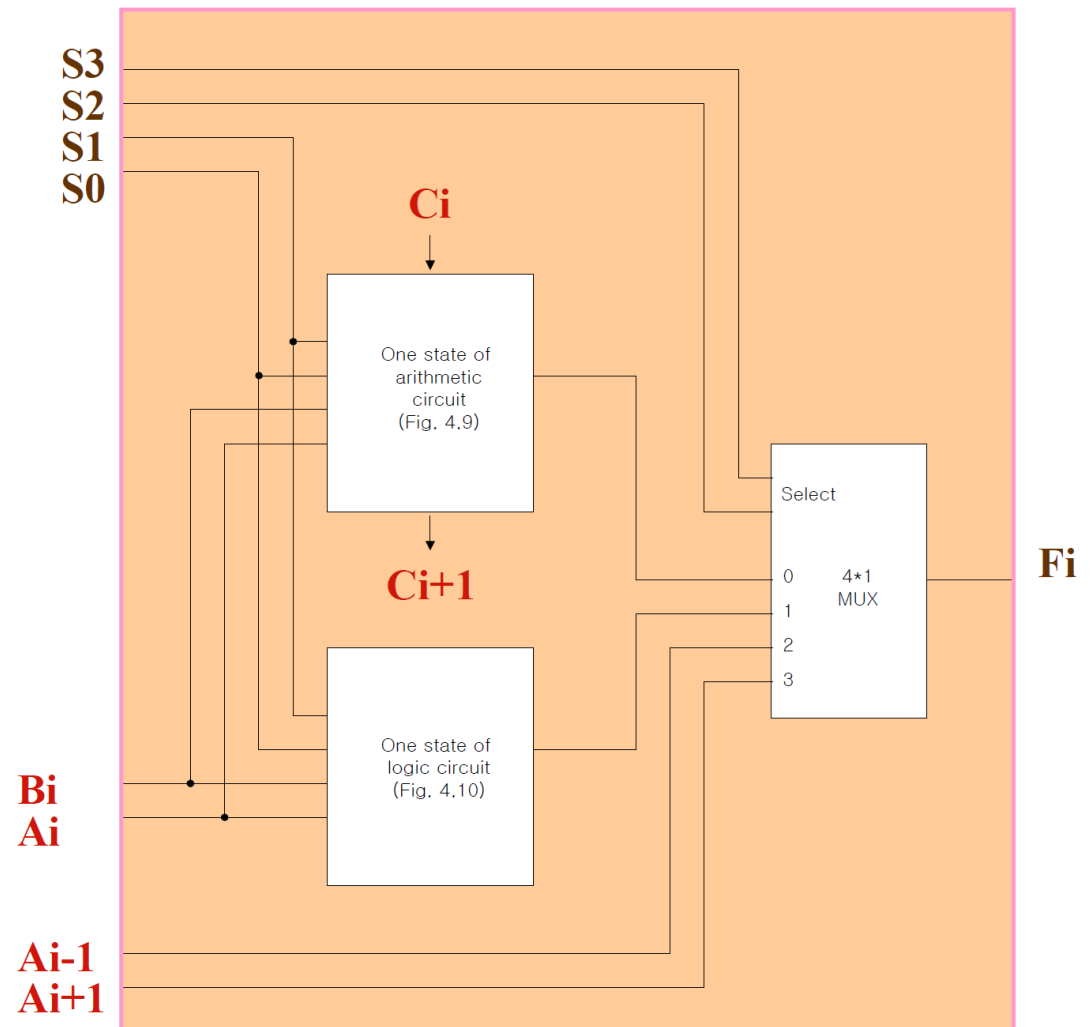 S3
S2
S1
S0
Ci
One state of
arithmetic
circuit
(Fig. 4.9)
Ci+1
Select
0
4*1
MUX
1
2
3
Fi
One state of
logic circuit
(Fig. 4.10)
Bi
Ai
Ai-1
Ai+1